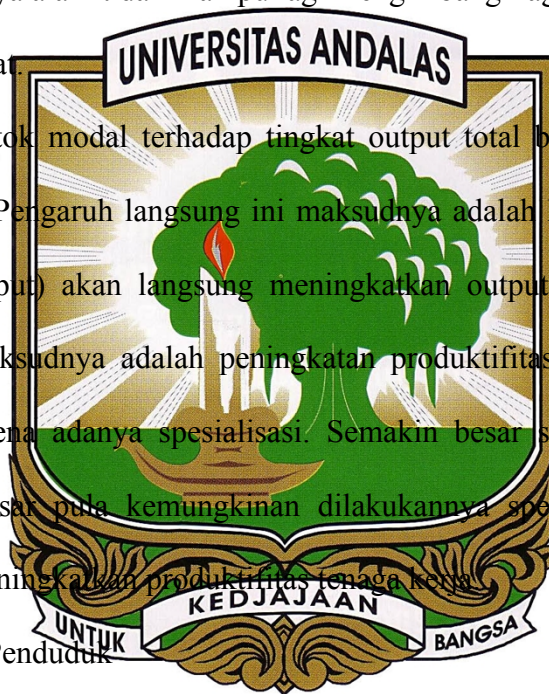 UNIVERSITAS ANDALAS
at.
tok modal terhadap tingkat output total b
Pengaruh langsung ini maksudnya adalah
put) akan langsung meningkatkan output
ksudnya adalah peningkatan produktifitas
ena adanya spesialisasi. Semakin besar s
sar pula kemungkinan dilakukannya spe
ningkatkan produktifitas tenaga kerja
KEDJAJAAN
UNTUK BANGSA
Penduduk